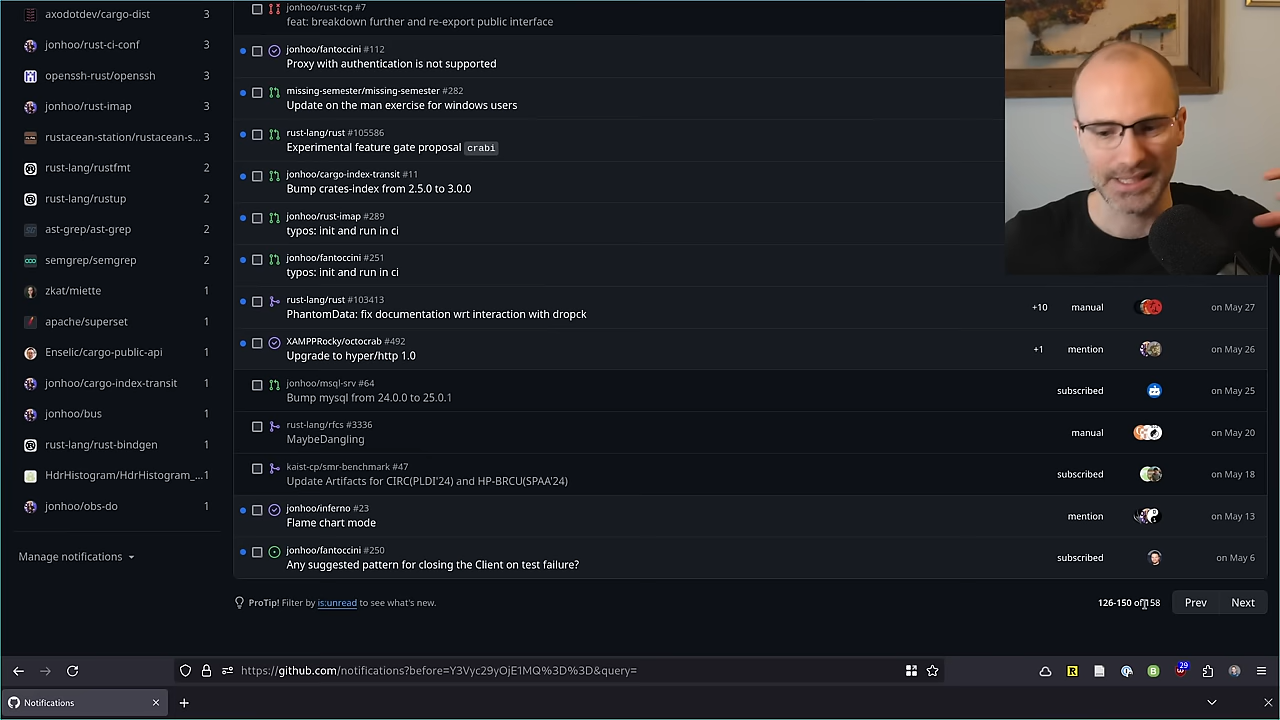 axodotdev/cargo-dist 3
jonhoo/rust-ci-conf 3
openssh-rust/openssh 3
jonhoo/rust-imap 3
rustacean-station/rustacean-s... 3
rust-lang/rustfmt 2
rust-lang/rustup 2
ast-grep/ast-grep 2
semgrep/semgrep 2
zkat/miette 1
apache/superset 1
Enselic/cargo-public-api 1
jonhoo/cargo-index-transit 1
jonhoo/bus 1
rust-lang/rust-bindgen 1
HdrHistogram/HdrHistogram_... 1
jonhoo/obs-do 1
Manage notifications
jonhoo/rust-tcp #7
feat: breakdown further and re-export public interface
jonhoo/fantoccini #112
Proxy with authentication is not supported
missing-semester/missing-semester #282
Update on the man exercise for windows users
rust-lang/rust #105586
Experimental feature gate proposal crabi
jonhoo/cargo-index-transit #11
Bump crates-index from 2.5.0 to 3.0.0
jonhoo/rust-imap #289
typos: init and run in ci
jonhoo/fantoccini #251
typos: init and run in ci
rust-lang/rust #103413
PhantomData: fix documentation wrt interaction with dropck
+10 manual on May 27
XAMPPRocky/octocrab #492
Upgrade to hyper/http 1.0
+1 mention on May 26
jonhoo/msql-srv #64
Bump mysql from 24.0.0 to 25.0.1
subscribed on May 25
rust-lang/rfcs #3336
MaybeDangling
manual on May 20
kaist-cp/smr-benchmark #47
Update Artifacts for CIRC(PLDI'24) and HP-BRCU(SPAA'24)
subscribed on May 18
jonhoo/inferno #23
Flame chart mode
mention on May 13
jonhoo/fantoccini #250
Any suggested pattern for closing the Client on test failure?
subscribed on May 6
ProTip! Filter by is:unread to see what's new.
126-150 of 158 Prev Next
https://github.com/notifications?before=Y3Vyc29yOjE1MQ%3D%3D&query=
29
Notifications